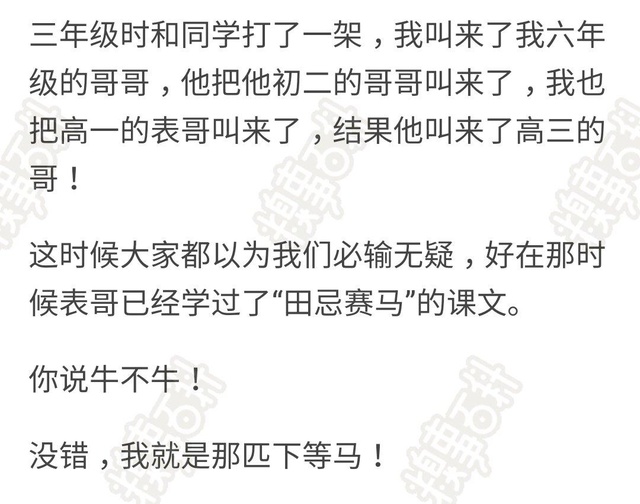 三年级时和同学打了一架，我叫来了我六年
级的哥哥，他把他初二的哥哥叫来了，我也
把高一的表哥叫来了，结果他叫来了高三的
哥！
这时候大家都以为我们必输无疑，好在那时
候表哥已经学过了“田忌赛马”的课文。
你说牛不牛！
没错，我就是那匹下等马！